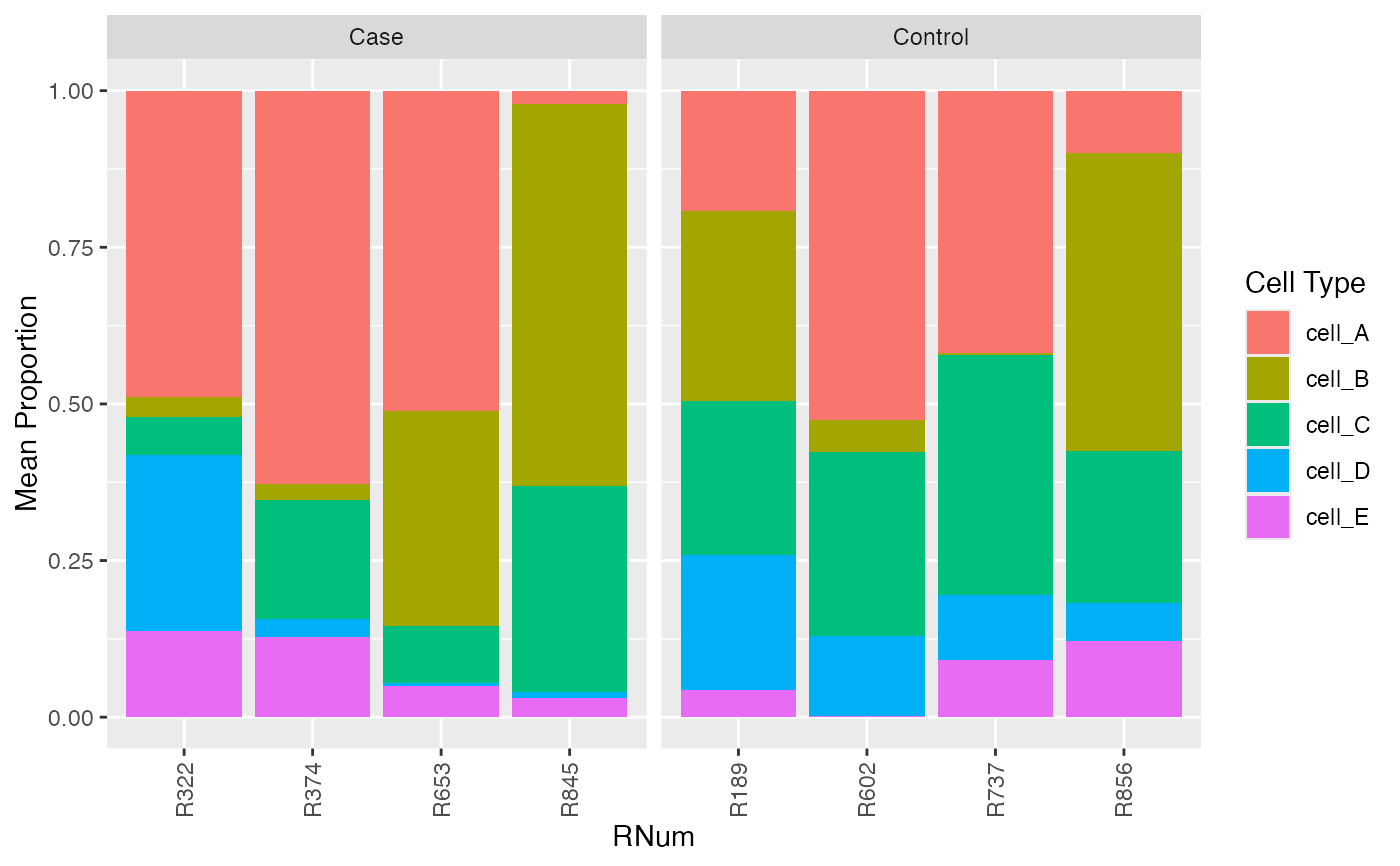 Case
Control
Mean Proportion
1.00
0.75
0.50
0.25
0.00
R322
R374
R653
R845
R189
R602
R737
R856
RNum
Cell Type
cell_A
cell_B
cell_C
cell_D
cell_E